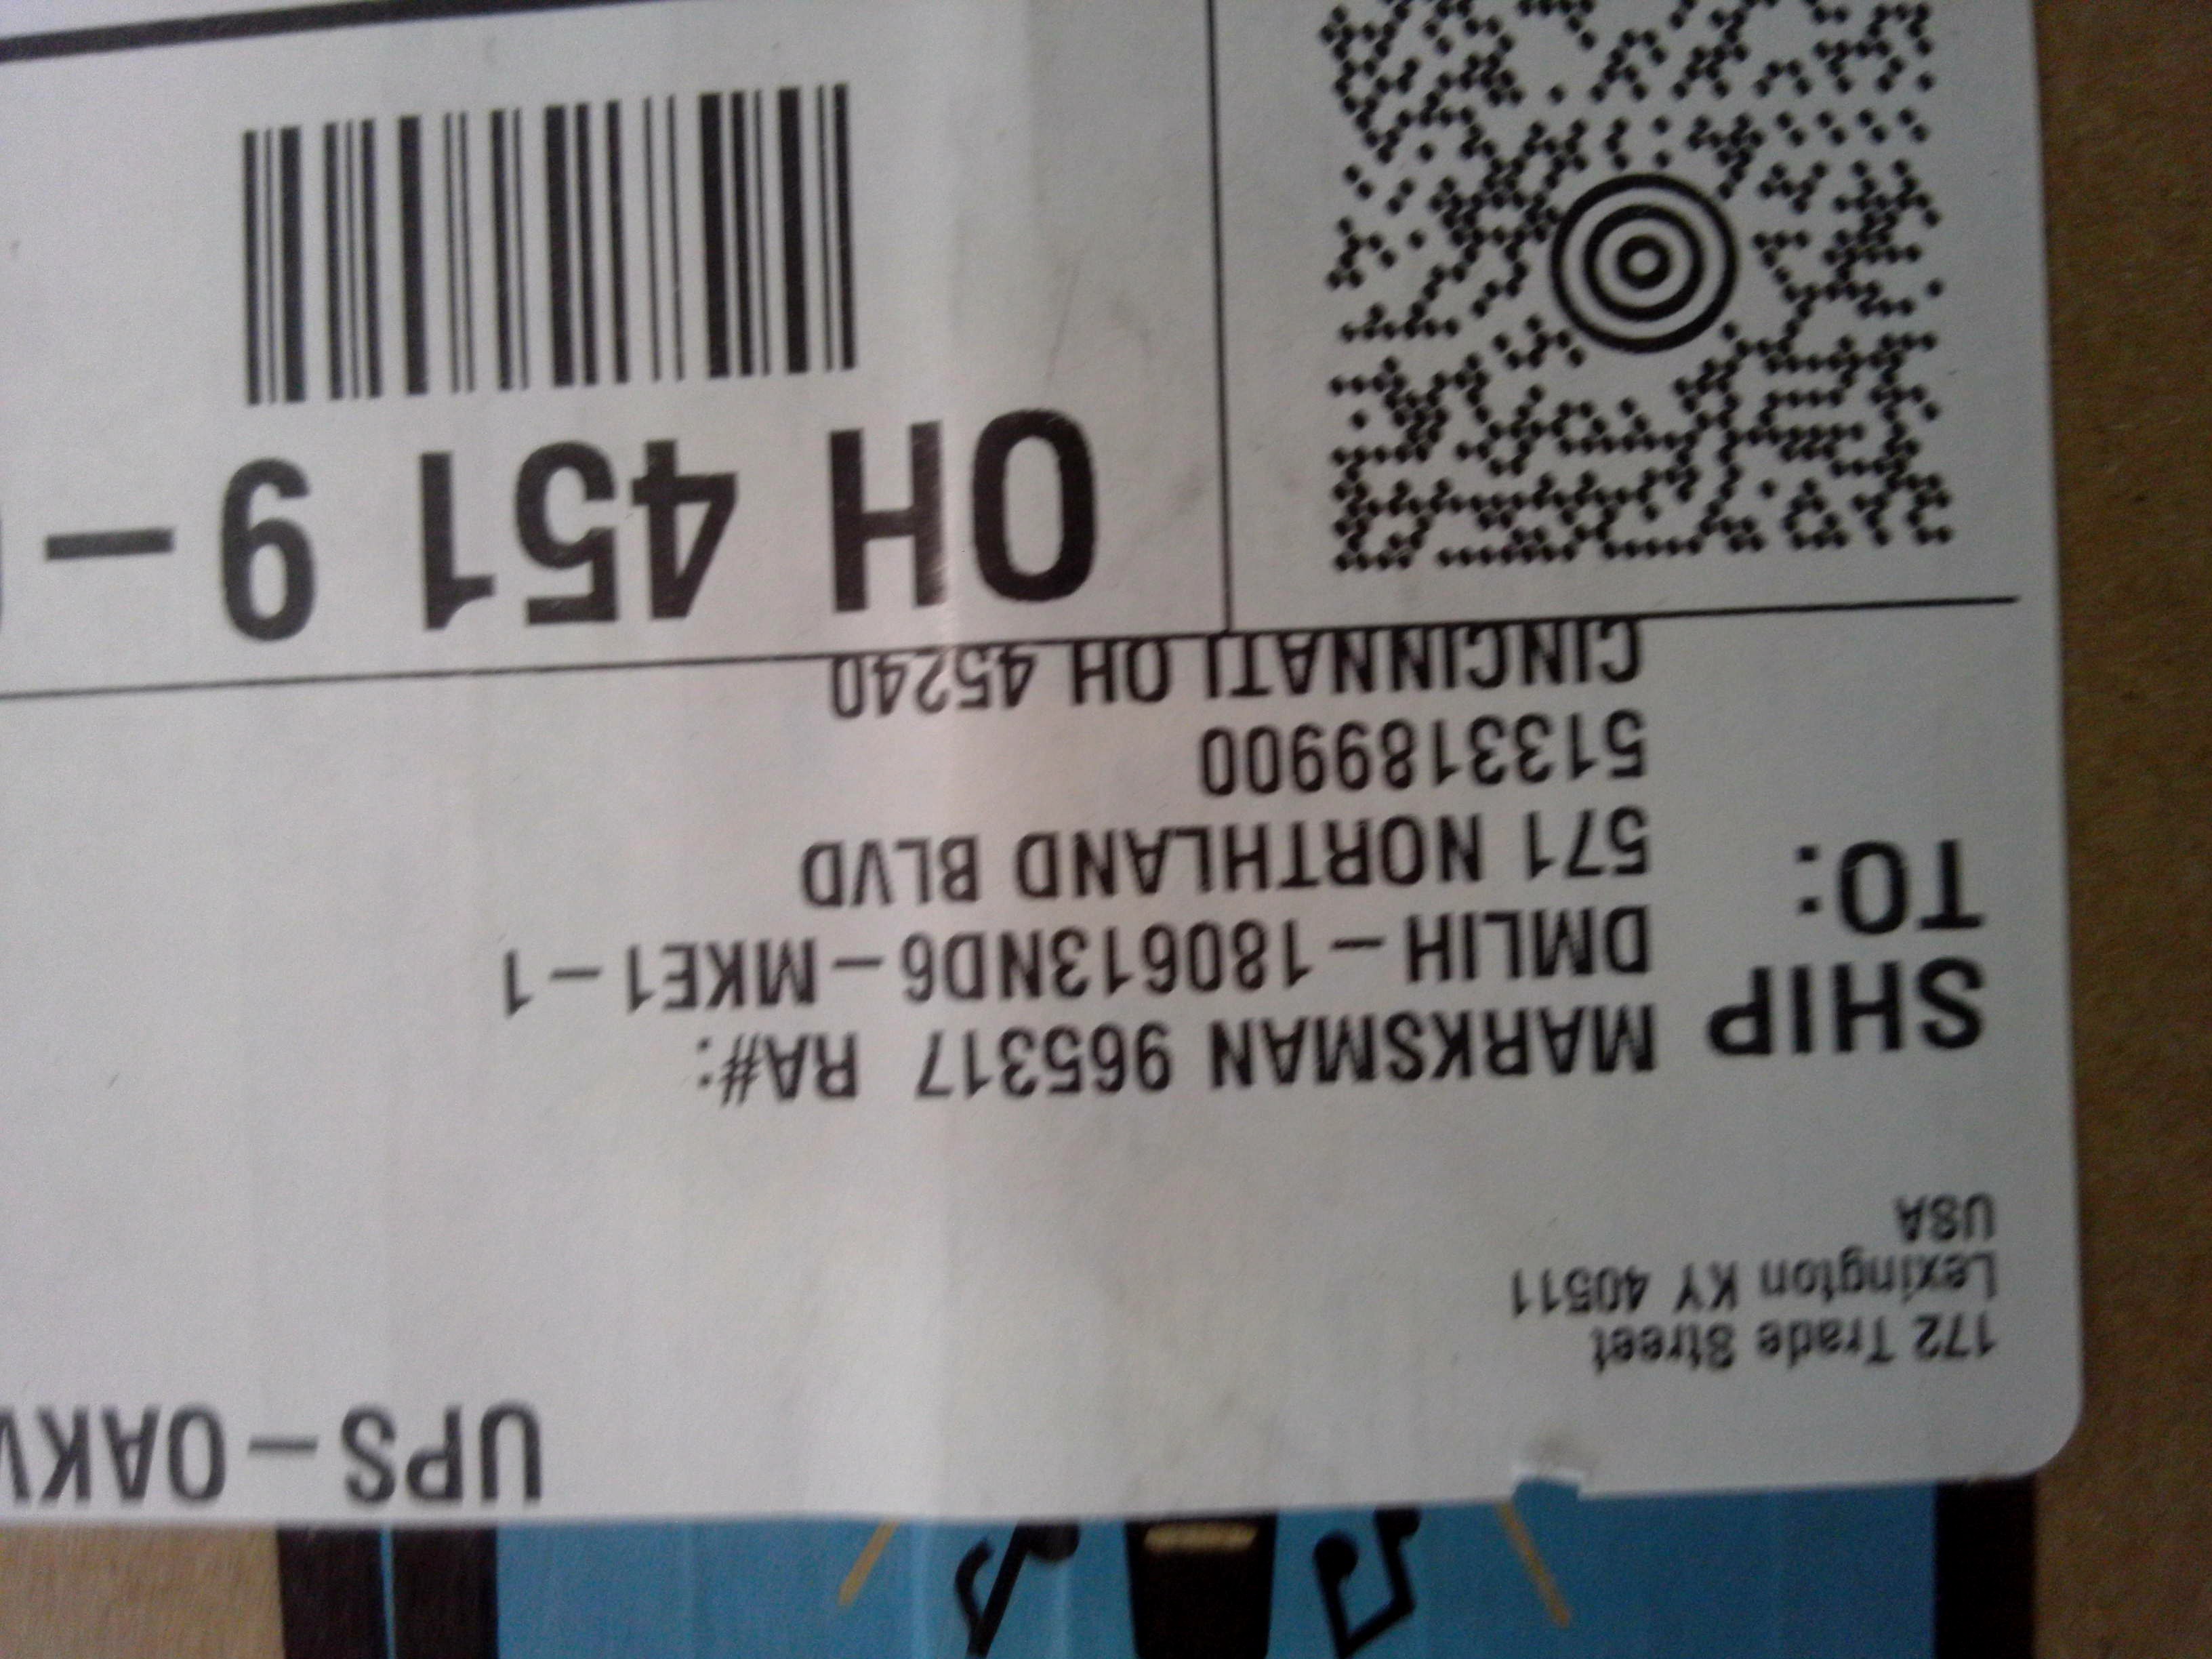 UPS-OAK
172 Trade Street
Lexington KY 40511
USA
SHIP
TO:
MARKSMAN 965317 RA#:
DMLIH-180613ND6-MKE1-1
571 NORTHLAND BLVD
5133189900
CINCINNATI OH 45240
OH 451 9-